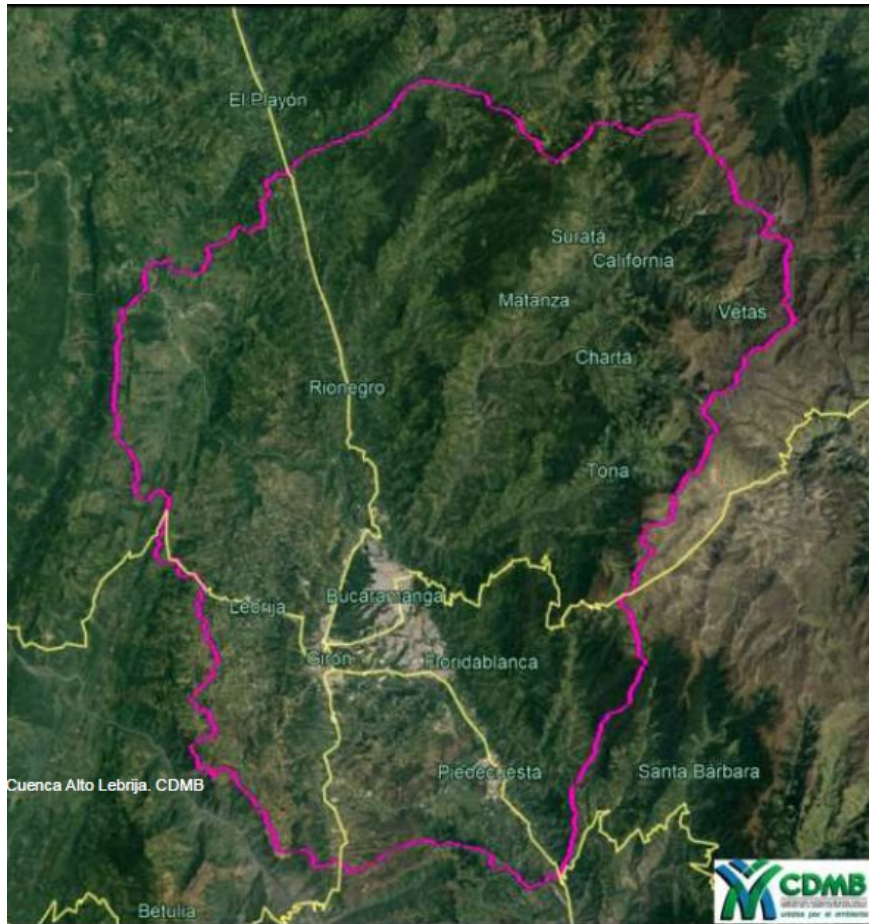 El Playón
Suratá
California
Matanza
Vetas
Charta
Rionegro
Tona
Bucaramanga
Lebrija
Girón
Floridablanca
Piedecuesta
Santa Bárbara
Cuenca Alto Lebrija. CDMB
CDMB
Betulia